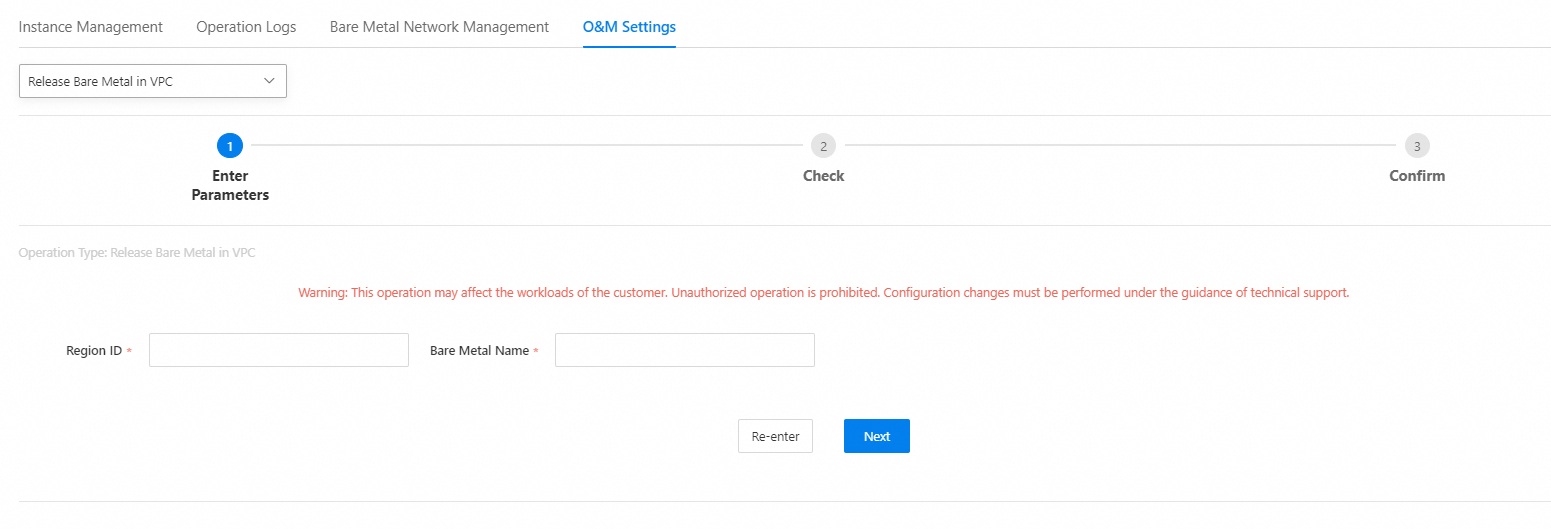 Instance Management Operation Logs Bare Metal Network Management O&M Settings
Release Bare Metal in VPC
1 2 3
Enter Check Confirm
Parameters
Operation Type: Release Bare Metal in VPC
Warning: This operation may affect the workloads of the customer. Unauthorized operation is prohibited. Configuration changes must be performed under the guidance of technical support.
Region ID * Bare Metal Name *
Re-enter Next